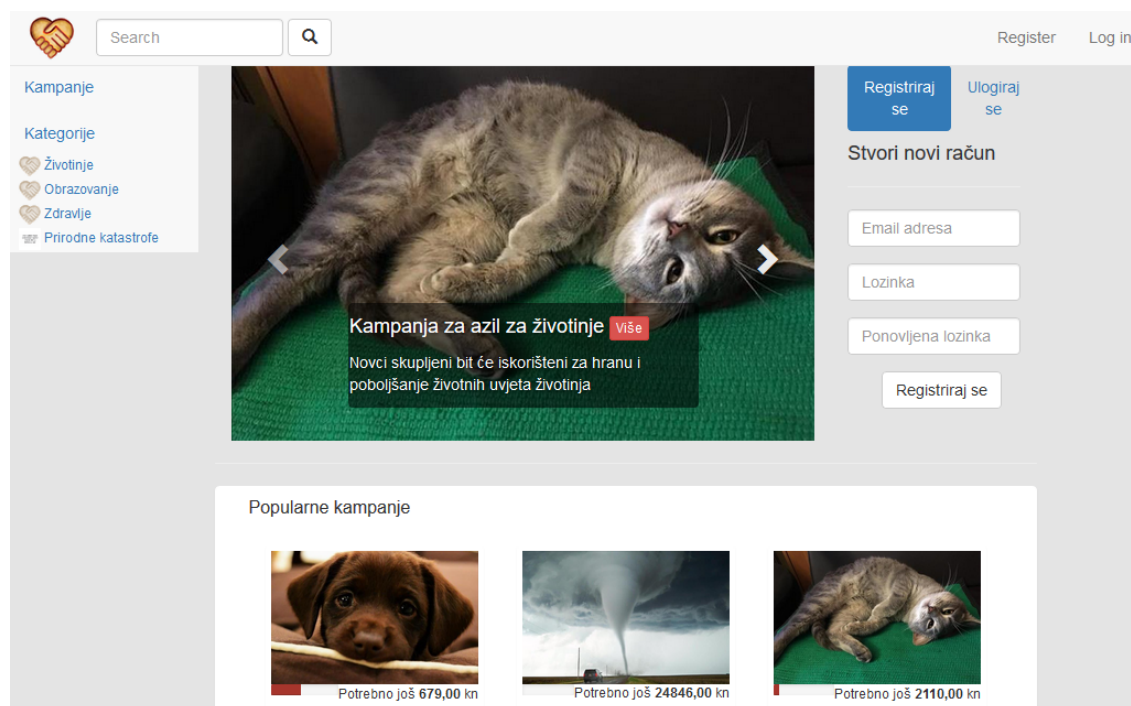 Search
Register
Log in
Kampanje
Kategorije
Životinje
Obrazovanje
Zdravlje
Prirodne katastrofe
Kampanja za azil za životinje Više
Novci skupljeni bit će iskorišteni za hranu i
poboljšanje životnih uvjeta životinja
Registriraj
se
Ulogiraj
se
Stvori novi račun
Email adresa
Lozinka
Ponovljena lozinka
Registriraj se
Popularne kampanje
Potrebno još 679,00 kn
Potrebno još 24846,00 kn
Potrebno još 2110,00 kn